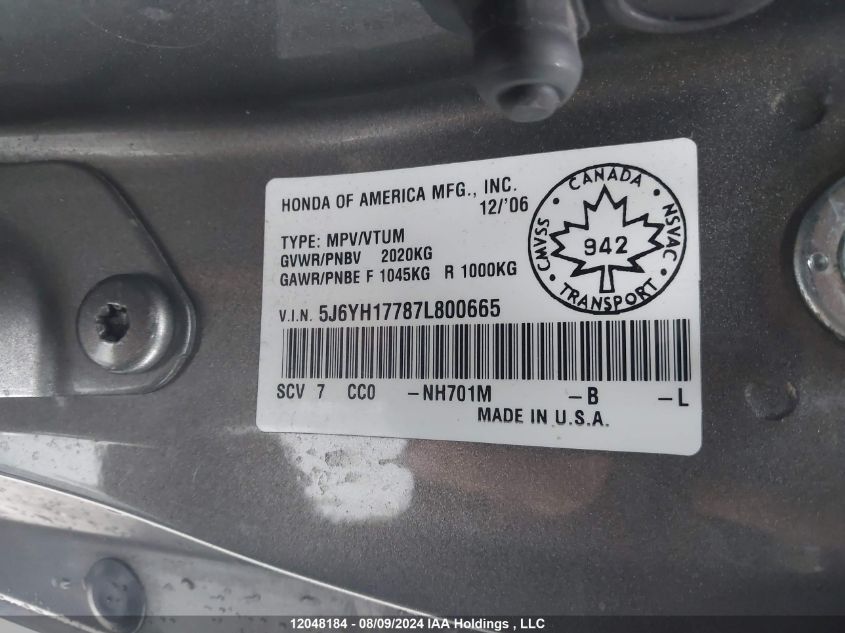 HONDA OF AMERICA MFG., INC.
12/'06
TYPE: MPV/VTUM
GVWR/PNBV 2020KG
GAWR/PNBE F 1045KG R 1000KG
V.I.N. 5J6YH17787L800665
SCV 7 CC0 -NH701M -B -L
MADE IN U.S.A.
CANADA
CMVSS
942
NSVAC
TRANSPORT
12048184 - 08/09/2024 IAA Holdings , LLC